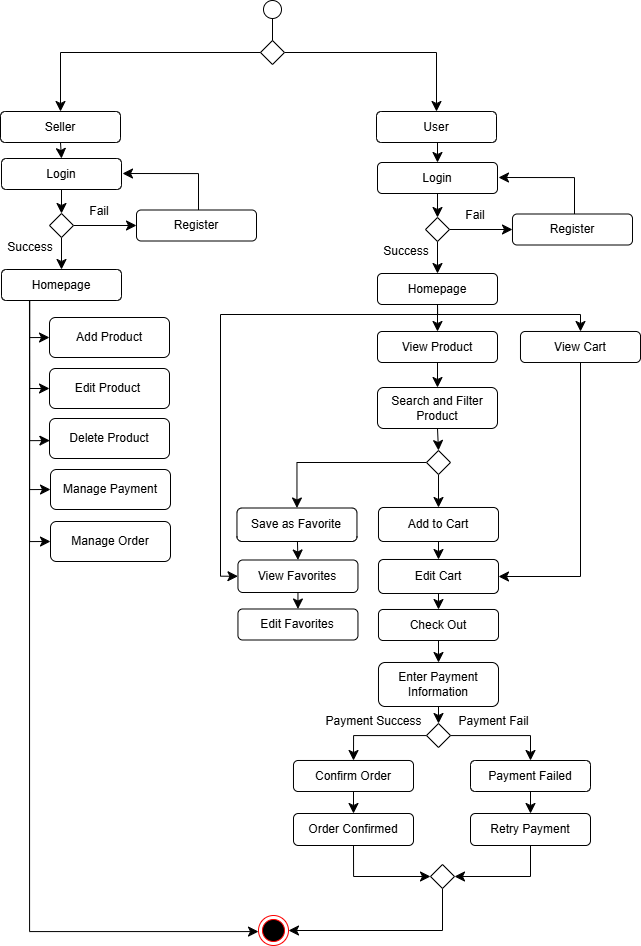 Seller
User
Login
Login
Fail
Register
Fail
Register
Success
Success
Homepage
Homepage
Add Product
View Product
View Cart
Edit Product
Search and Filter
Product
Delete Product
Manage Payment
Save as Favorite
Add to Cart
Manage Order
View Favorites
Edit Cart
Edit Favorites
Check Out
Enter Payment
Information
Payment Success
Payment Fail
Confirm Order
Payment Failed
Order Confirmed
Retry Payment